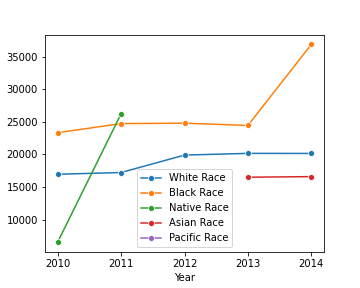 35000
30000
25000
20000
15000
10000
White Race
Black Race
Native Race
Asian Race
Pacific Race
2010 2011 2012 2013 2014
Year